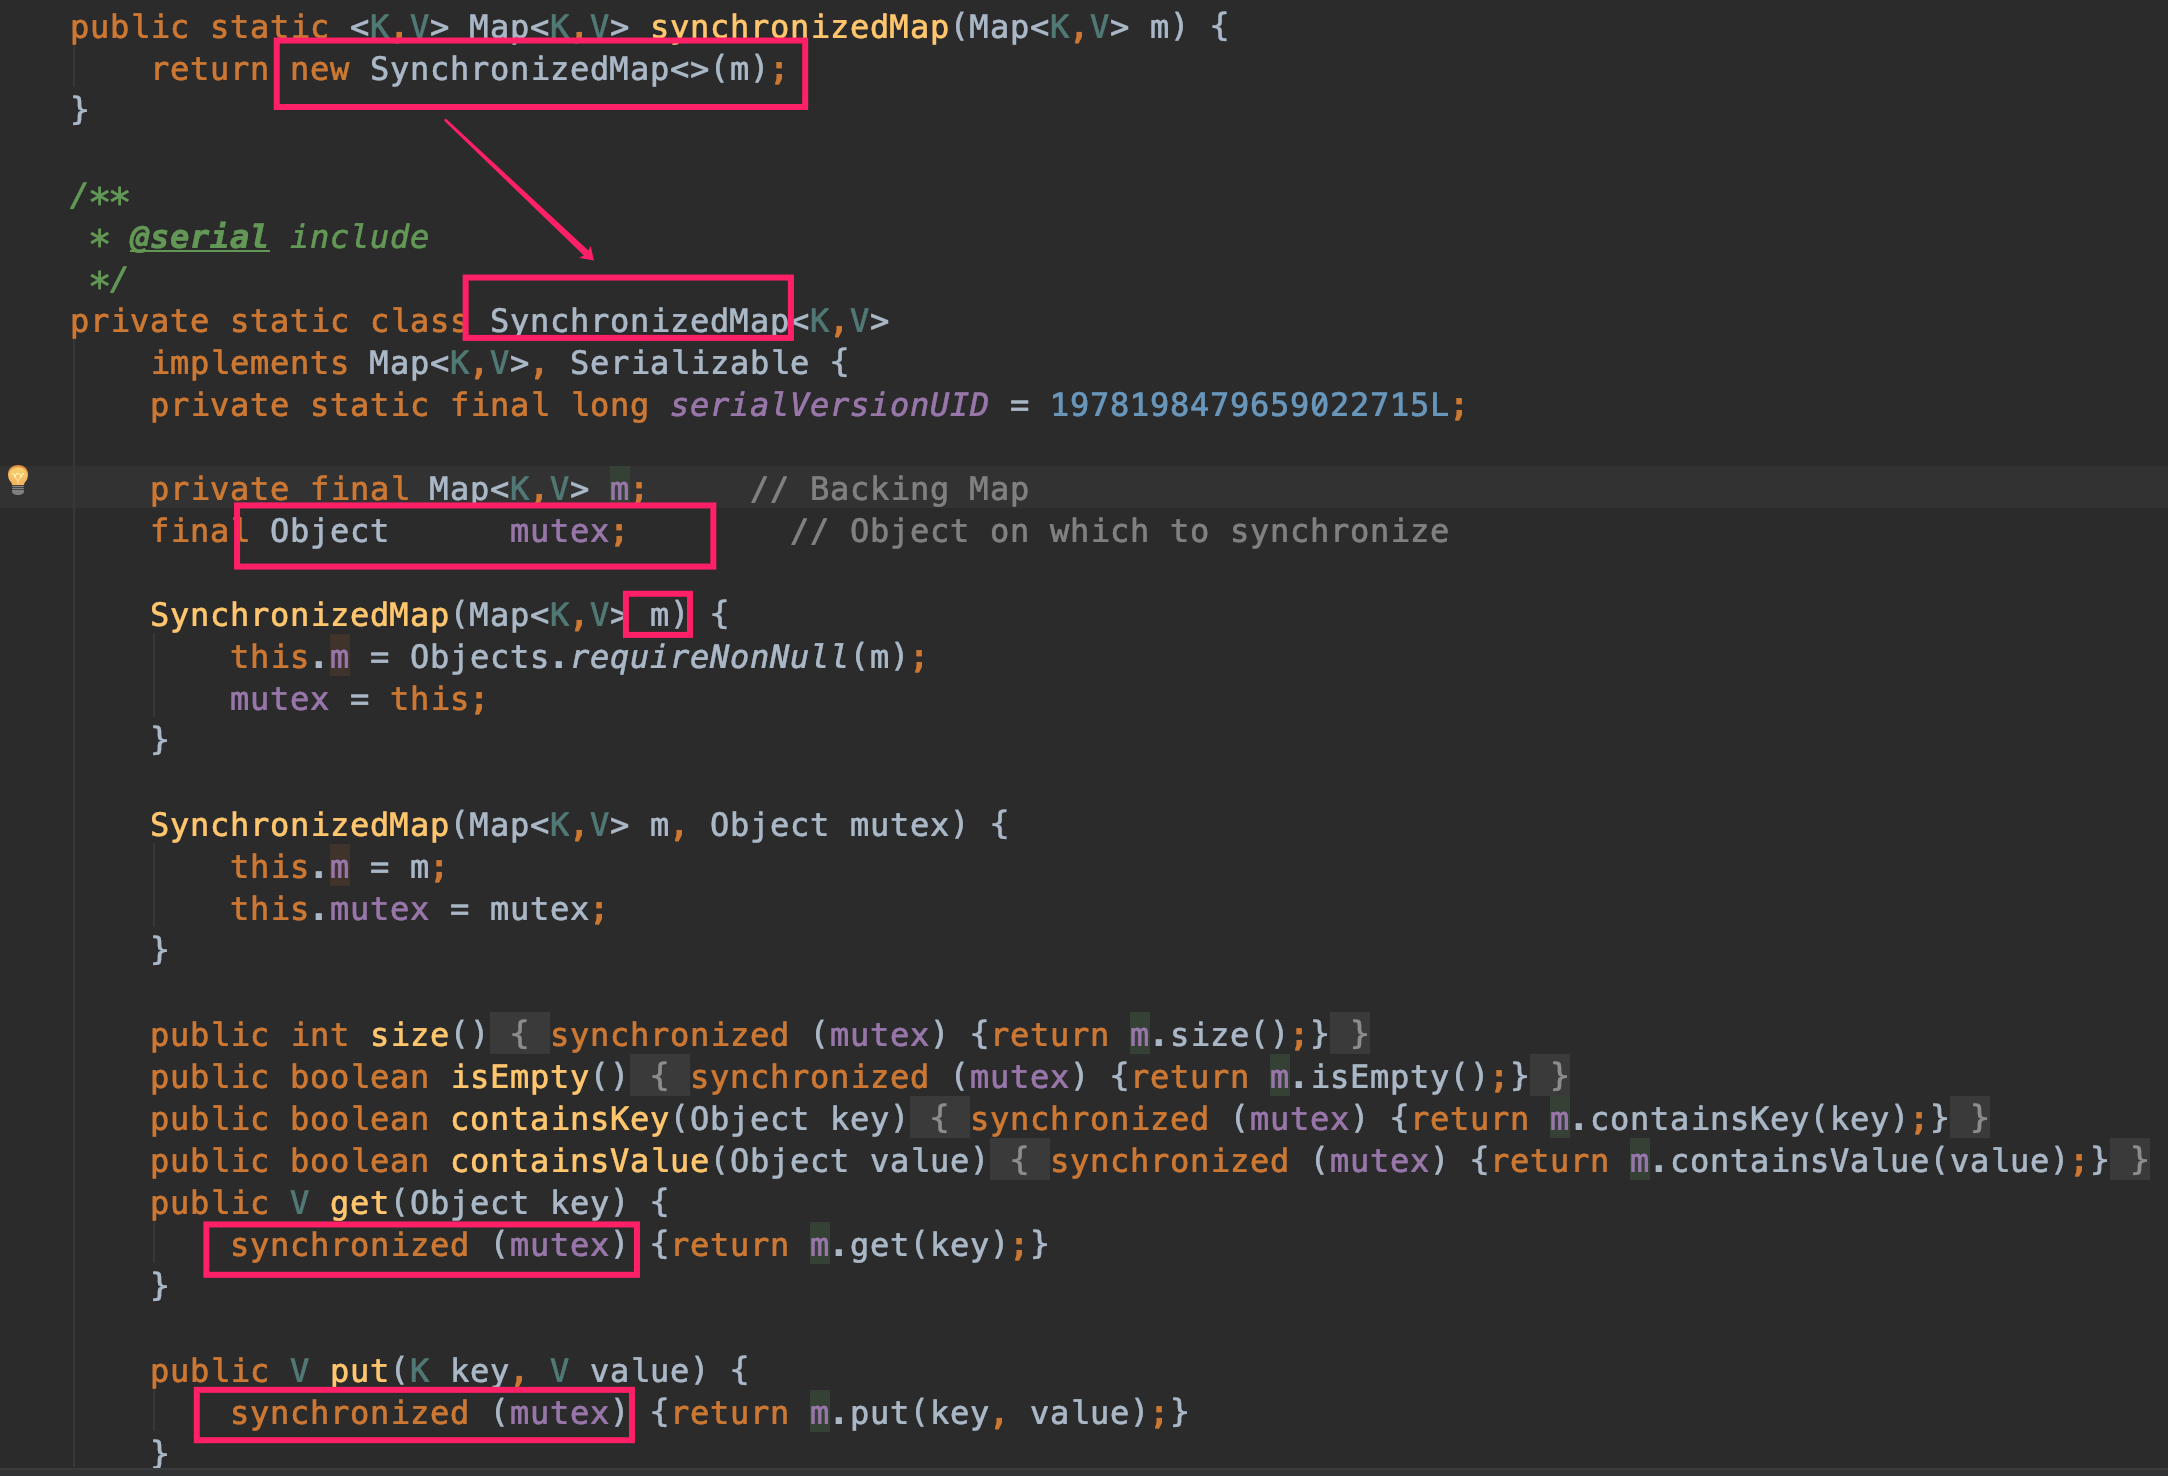 public static <K,V> Map<K,V> synchronizedMap(Map<K,V> m) {
    return new SynchronizedMap<>(m);
}

/**
 * @serial include
 */
private static class SynchronizedMap<K,V>
    implements Map<K,V>, Serializable {
    private static final long serialVersionUID = 1978198479659022715L;

    private final Map<K,V> m;     // Backing Map
    final Object      mutex;        // Object on which to synchronize

    SynchronizedMap(Map<K,V> m) {
        this.m = Objects.requireNonNull(m);
        mutex = this;
    }

    SynchronizedMap(Map<K,V> m, Object mutex) {
        this.m = m;
        this.mutex = mutex;
    }

    public int size() { synchronized (mutex) {return m.size();} }
    public boolean isEmpty() { synchronized (mutex) {return m.isEmpty();} }
    public boolean containsKey(Object key) { synchronized (mutex) {return m.containsKey(key);} }
    public boolean containsValue(Object value) { synchronized (mutex) {return m.containsValue(value);} }
    public V get(Object key) {
        synchronized (mutex) {return m.get(key);}
    }

    public V put(K key, V value) {
        synchronized (mutex) {return m.put(key, value);}
    }